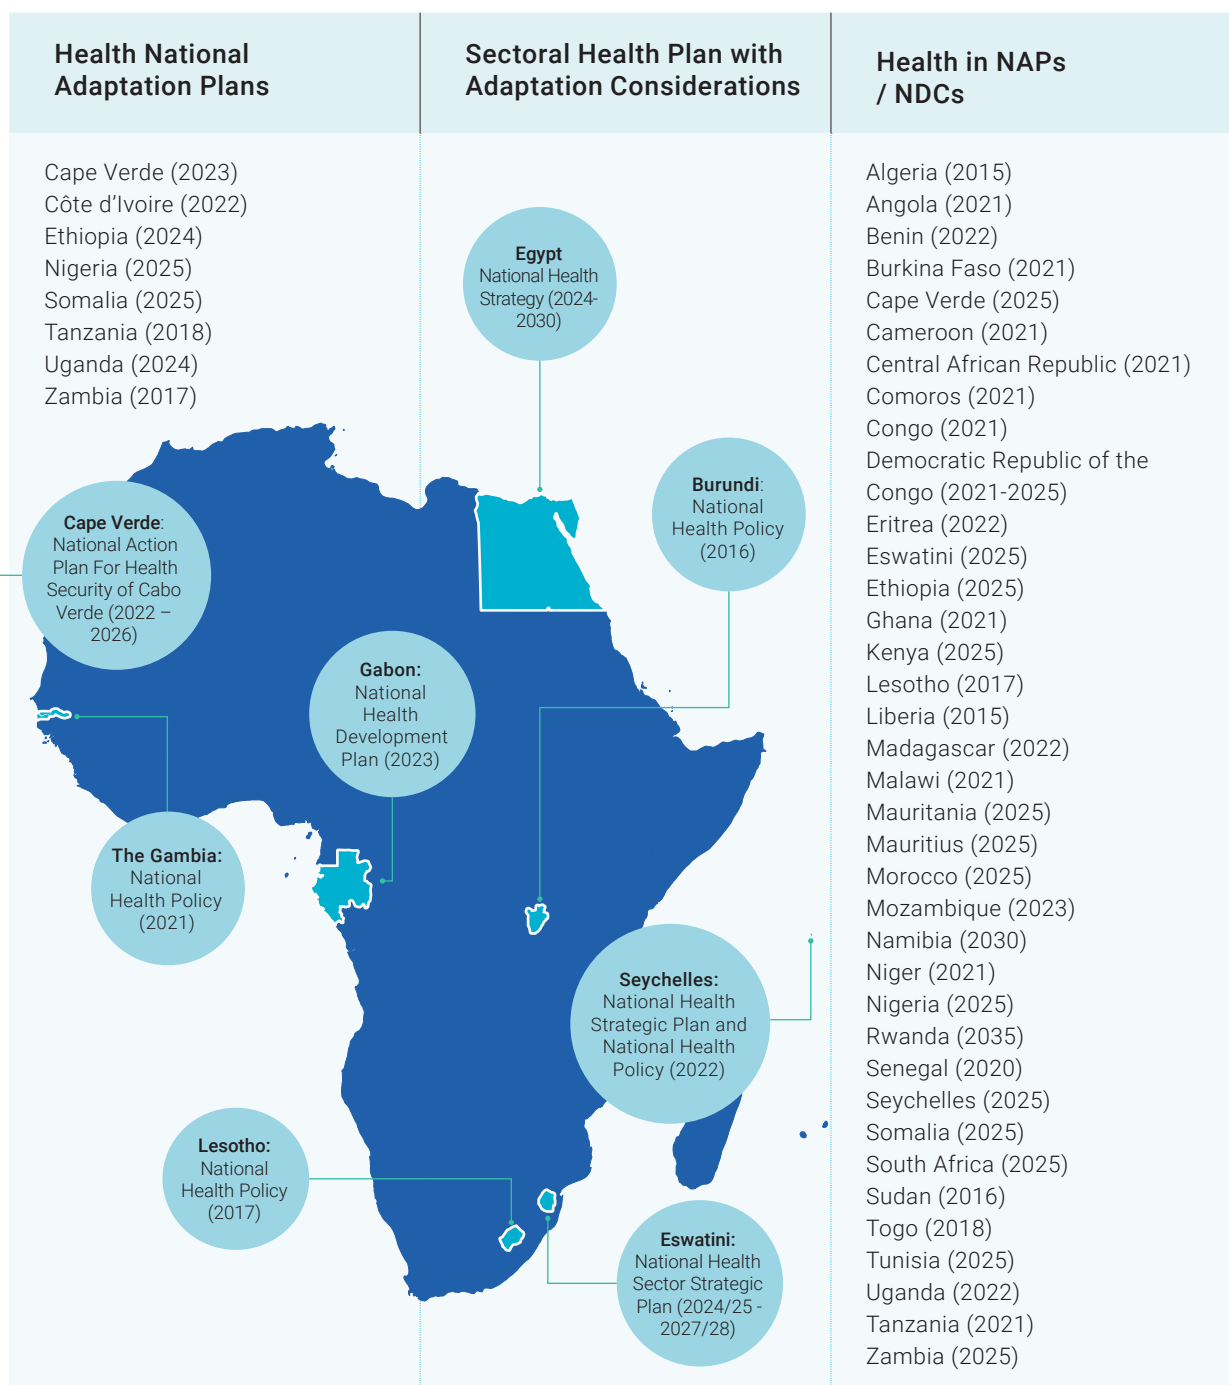 Health National
Adaptation Plans
Sectoral Health Plan with
Adaptation Considerations
Health in NAPs
/ NDCs
Cape Verde (2023)
Côte d’Ivoire (2022)
Ethiopia (2024)
Nigeria (2025)
Somalia (2025)
Tanzania (2018)
Uganda (2024)
Zambia (2017)
Egypt
National Health
Strategy (2024-
2030)
Burundi:
National
Health Policy
(2016)
Cape Verde:
National Action
Plan For Health
Security of Cabo
Verde (2022 –
2026)
Gabon:
National
Health
Development
Plan (2023)
The Gambia:
National
Health Policy
(2021)
Seychelles:
National Health
Strategic Plan and
National Health
Policy (2022)
Lesotho:
National
Health Policy
(2017)
Eswatini:
National Health
Sector Strategic
Plan (2024/25 -
2027/28)
Algeria (2015)
Angola (2021)
Benin (2022)
Burkina Faso (2021)
Cape Verde (2025)
Cameroon (2021)
Central African Republic (2021)
Comoros (2021)
Congo (2021)
Democratic Republic of the
Congo (2021-2025)
Eritrea (2022)
Eswatini (2025)
Ethiopia (2025)
Ghana (2021)
Kenya (2025)
Lesotho (2017)
Liberia (2015)
Madagascar (2022)
Malawi (2021)
Mauritania (2025)
Mauritius (2025)
Morocco (2025)
Mozambique (2023)
Namibia (2030)
Niger (2021)
Nigeria (2025)
Rwanda (2035)
Senegal (2020)
Seychelles (2025)
Somalia (2025)
South Africa (2025)
Sudan (2016)
Togo (2018)
Tunisia (2025)
Uganda (2022)
Tanzania (2021)
Zambia (2025)